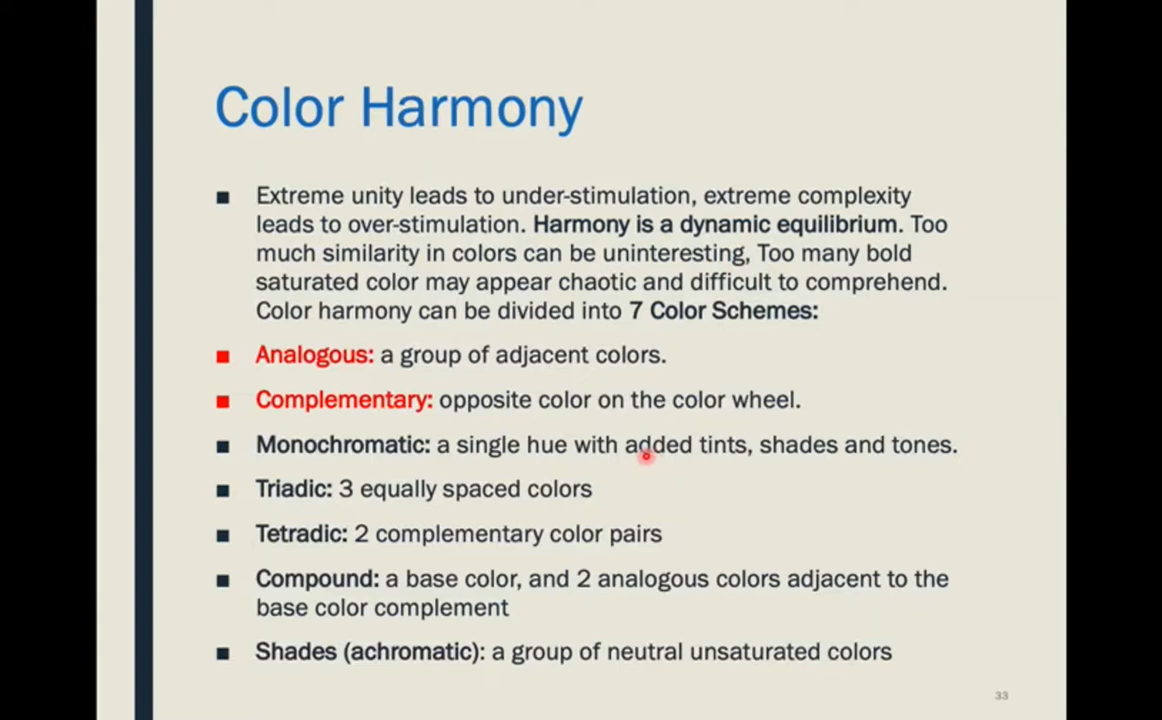 Color Harmony
Extreme unity leads to under-stimulation, extreme complexity
leads to over-stimulation. Harmony is a dynamic equilibrium. Too
much similarity in colors can be uninteresting, Too many bold
saturated color may appear chaotic and difficult to comprehend.
Color harmony can be divided into 7 Color Schemes:
Analogous: a group of adjacent colors.
Complementary: opposite color on the color wheel.
Monochromatic: a single hue with added tints, shades and tones.
Triadic: 3 equally spaced colors
Tetradic: 2 complementary color pairs
Compound: a base color, and 2 analogous colors adjacent to the
base color complement
Shades (achromatic): a group of neutral unsaturated colors
33